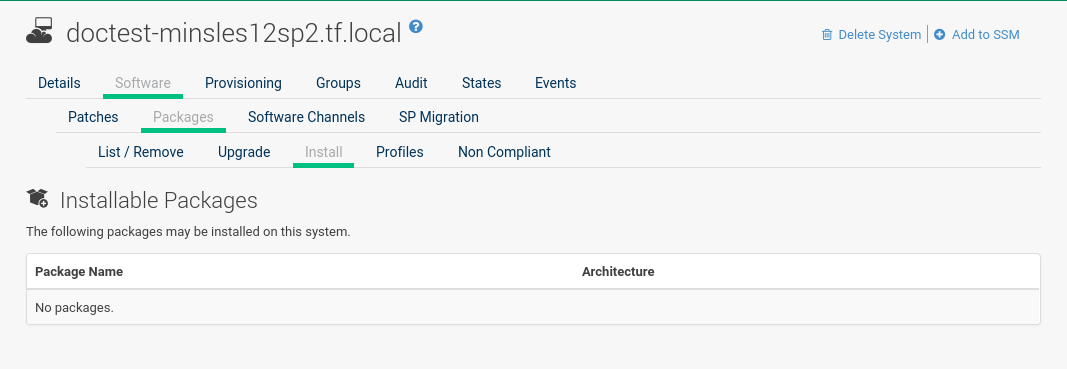 doctest-minsles12sp2.tf.local ?
Delete System | Add to SSM
Details Software Provisioning Groups Audit States Events
Patches Packages Software Channels SP Migration
List / Remove Upgrade Install Profiles Non Compliant
Installable Packages
The following packages may be installed on this system.
Package Name Architecture
No packages.